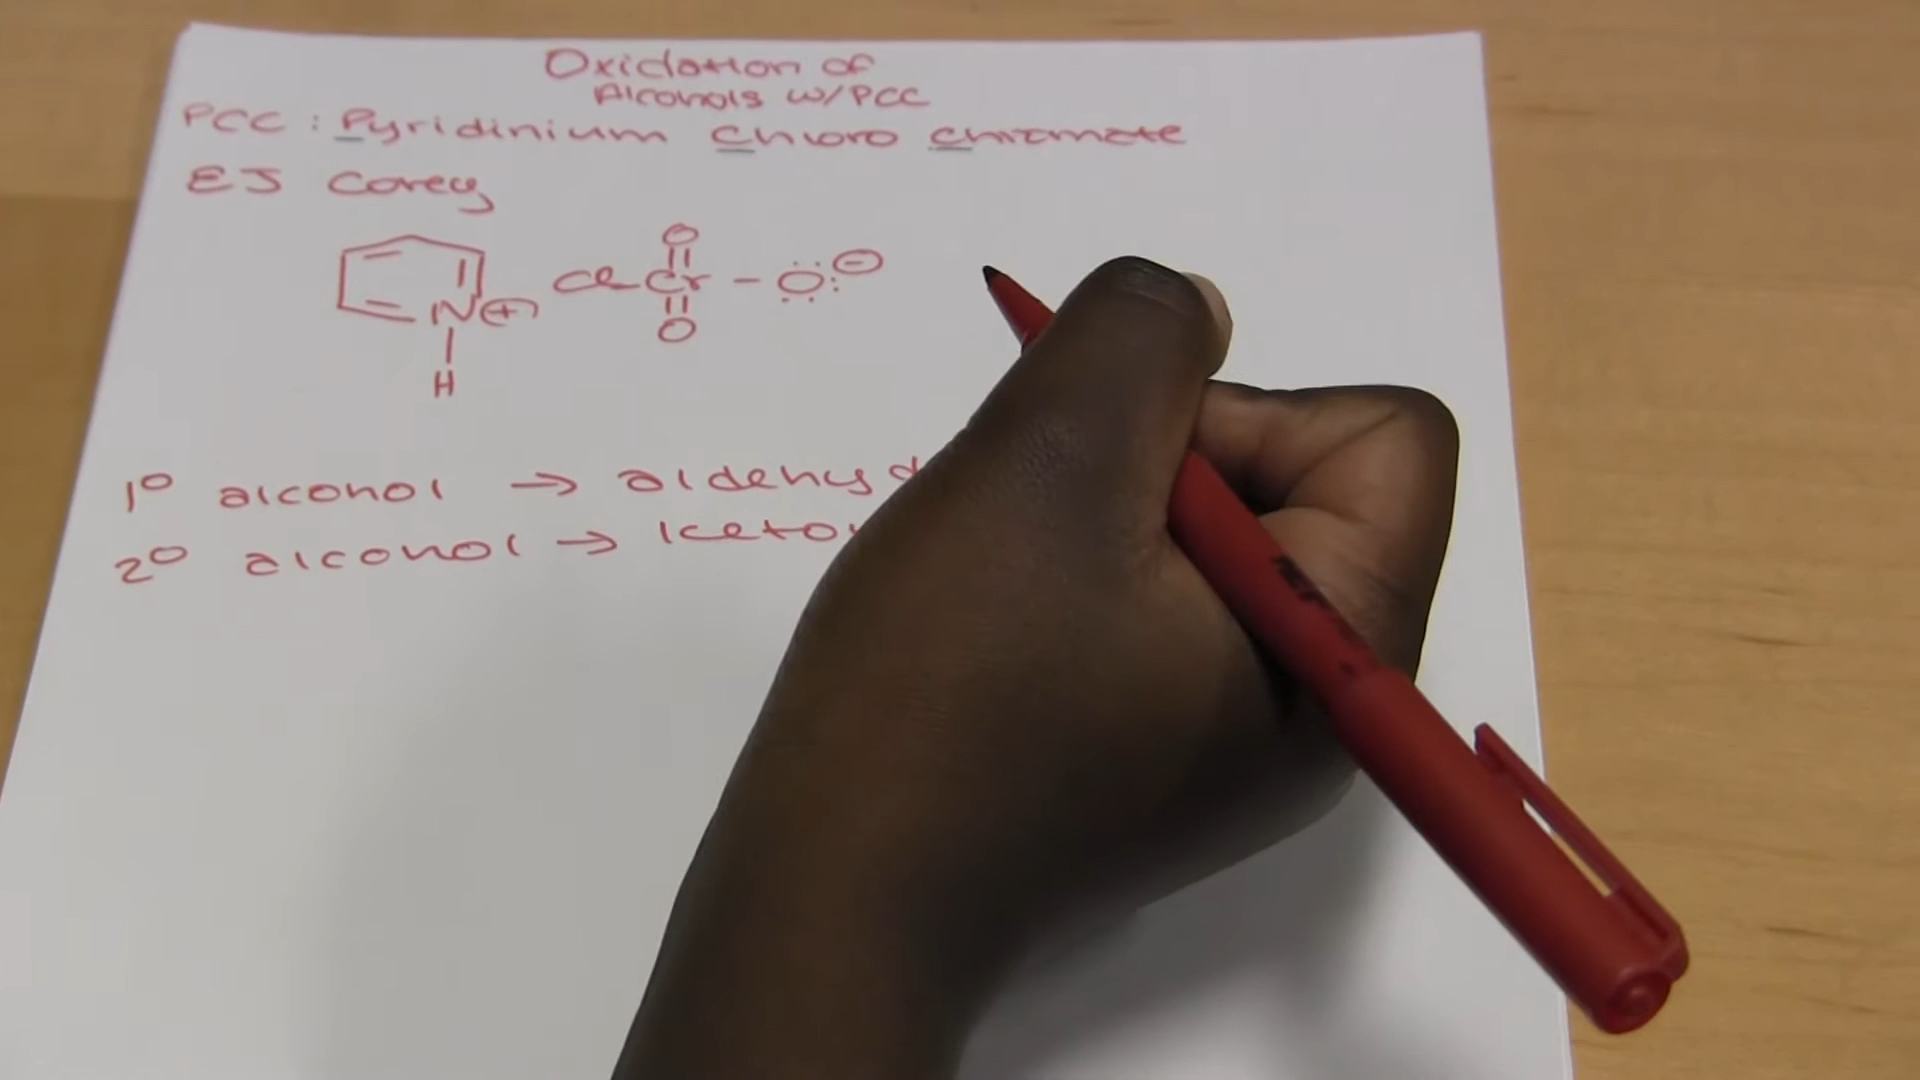 Oxidation of
Alcohols w/PCC
PCC : Pyridinium Chloro chromate
EJ Corey
O
Cl Cr - O ⊖
N ⊕
O
H
1° alcohol → aldehyd
2° alcohol → keto